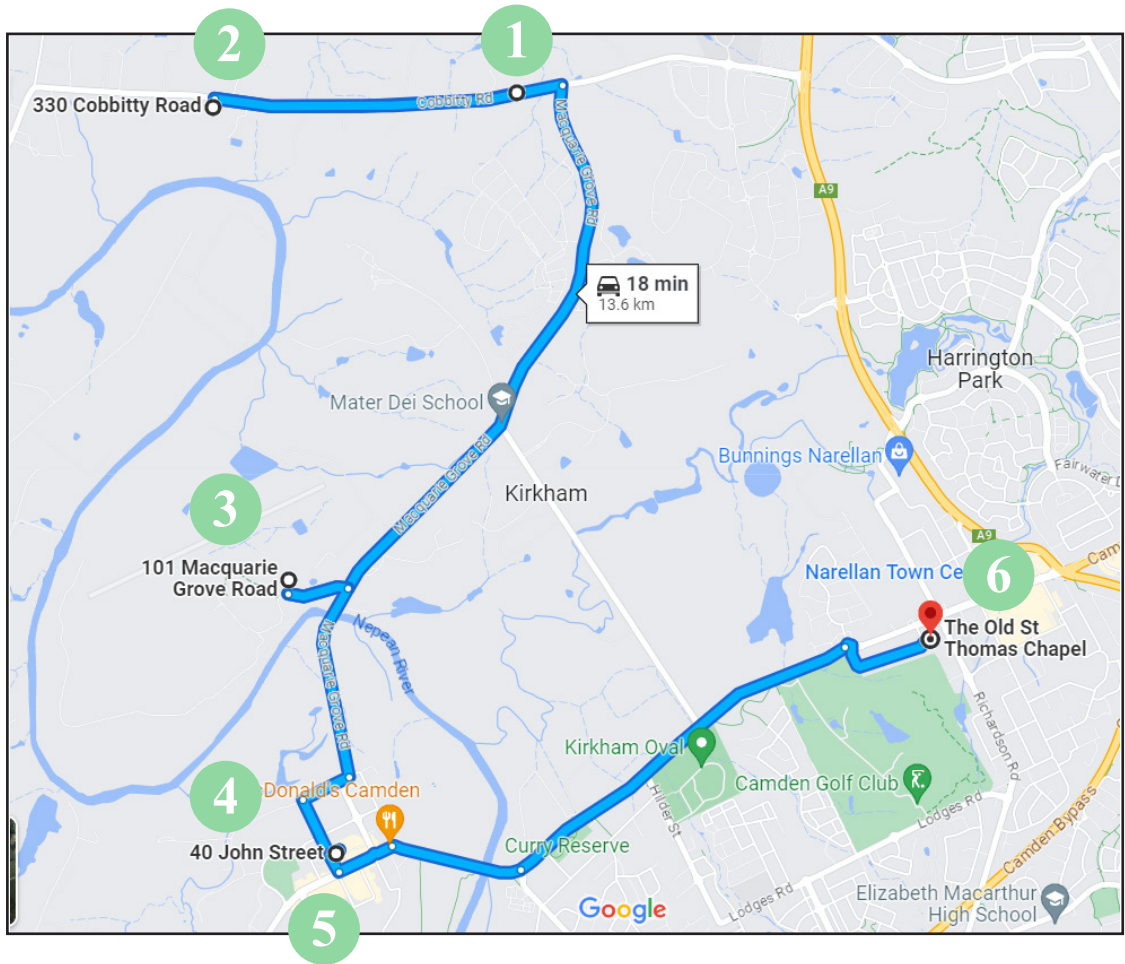 1
2
330 Cobbitty Road
Cobbitty Rd
Macquarie Grove Rd
A9
18 min
13.6 km
Harrington
Park
Mater Dei School
Bunnings Narellan
Macquarie Grove Rd
Kirkham
3
A9
101 Macquarie
Grove Road
Narellan Town Ce
6
The Old St
Thomas Chapel
Nepean River
Macquarie Grove Rd
Richardson Rd
Kirkham Oval
4
Donald's Camden
Camden Golf Club
Hilder St
Lodges Rd
Camden Bypass
40 John Street
Curry Reserve
Lodges Rd
Elizabeth Macarthur
High School
Google
5